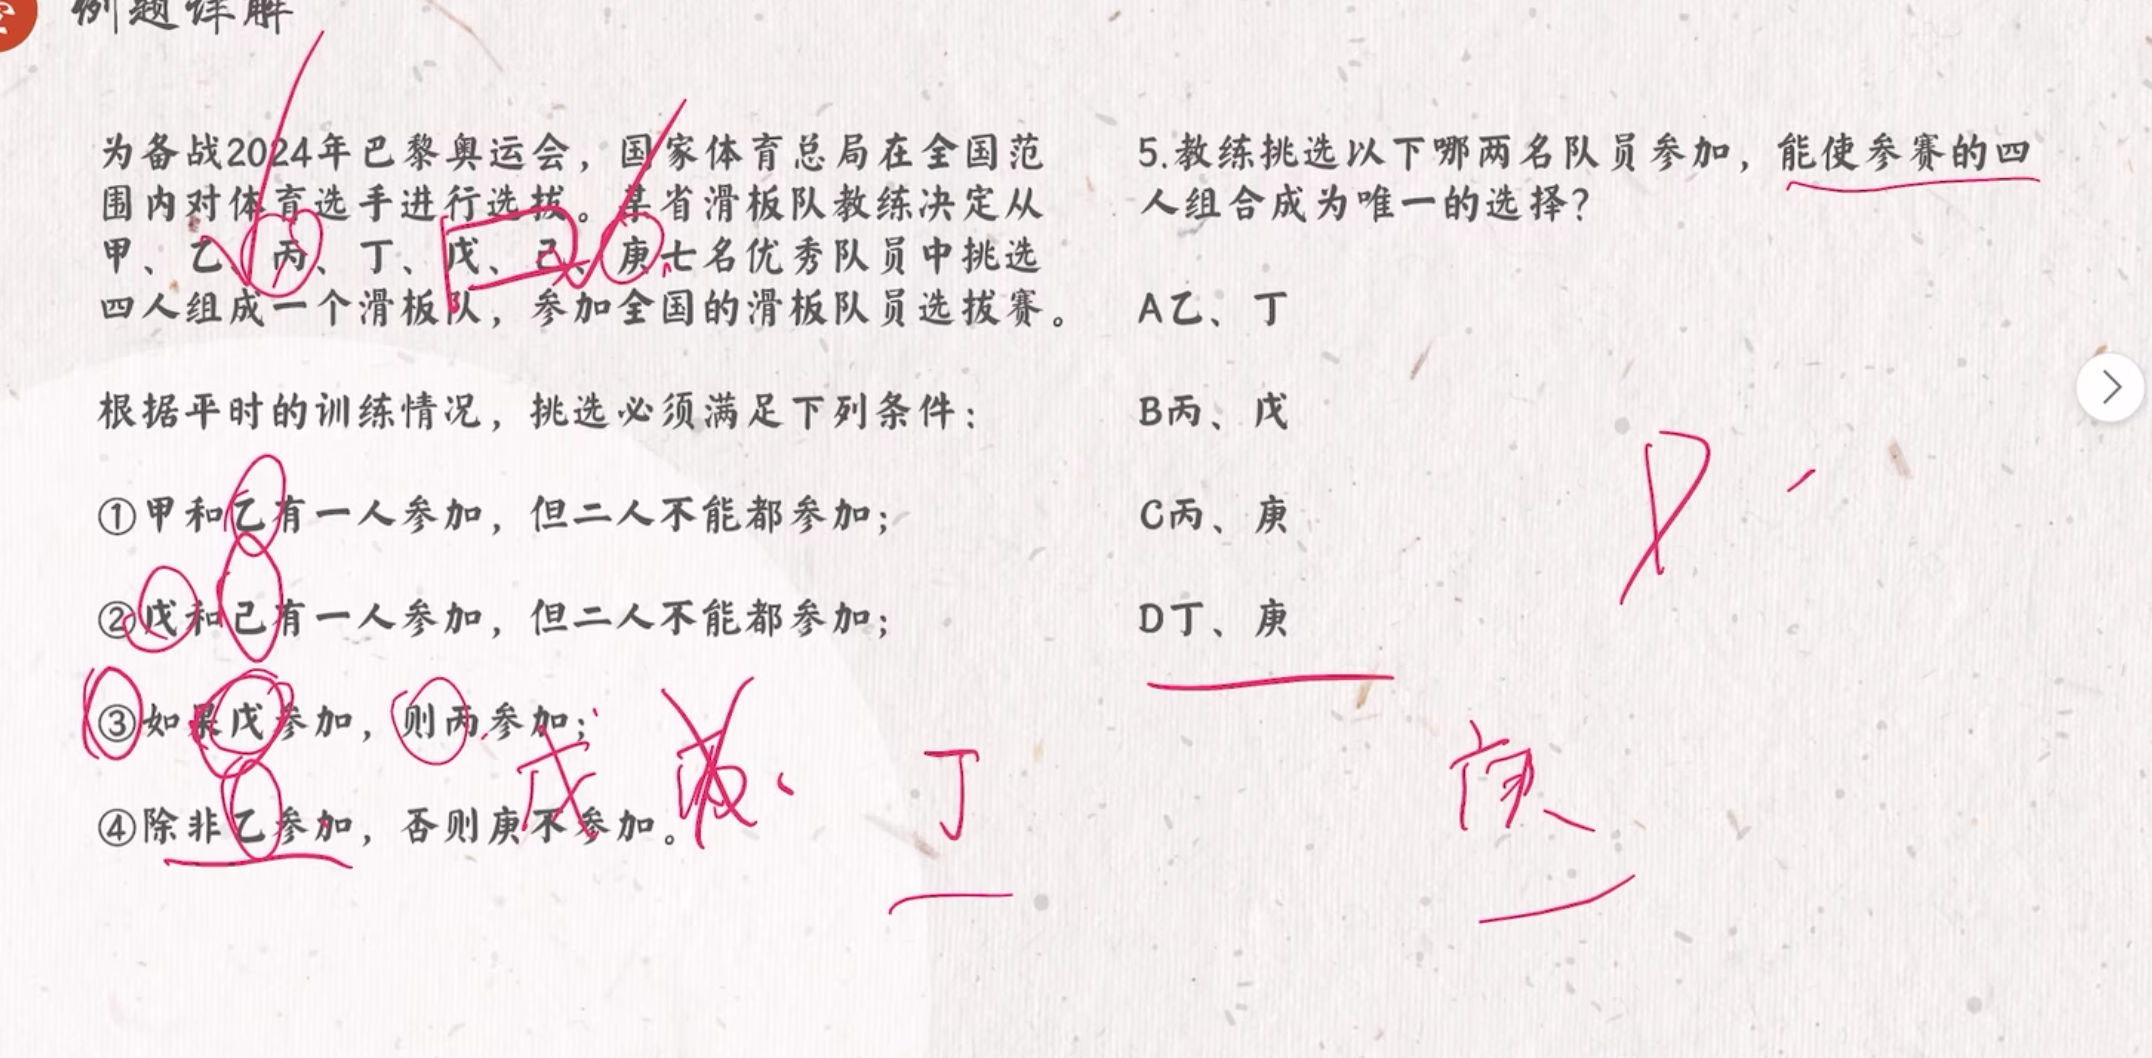 例题详解
为备战2024年巴黎奥运会，国家体育总局在全国范
围内对体育选手进行选拔。某省滑板队教练决定从
甲、乙、丙、丁、戊、己、庚七名优秀队员中挑选
四人组成一个滑板队，参加全国的滑板队员选拔赛。
根据平时的训练情况，挑选必须满足下列条件：
①甲和乙有一人参加，但二人不能都参加；
②戊和己有一人参加，但二人不能都参加；
③如果戊参加，则丙参加；
④除非乙参加，否则庚不参加。
戊
丁
5.教练挑选以下哪两名队员参加，能使参赛的四
人组合成为唯一的选择？
A乙、丁
B丙、戊
C丙、庚
D丁、庚